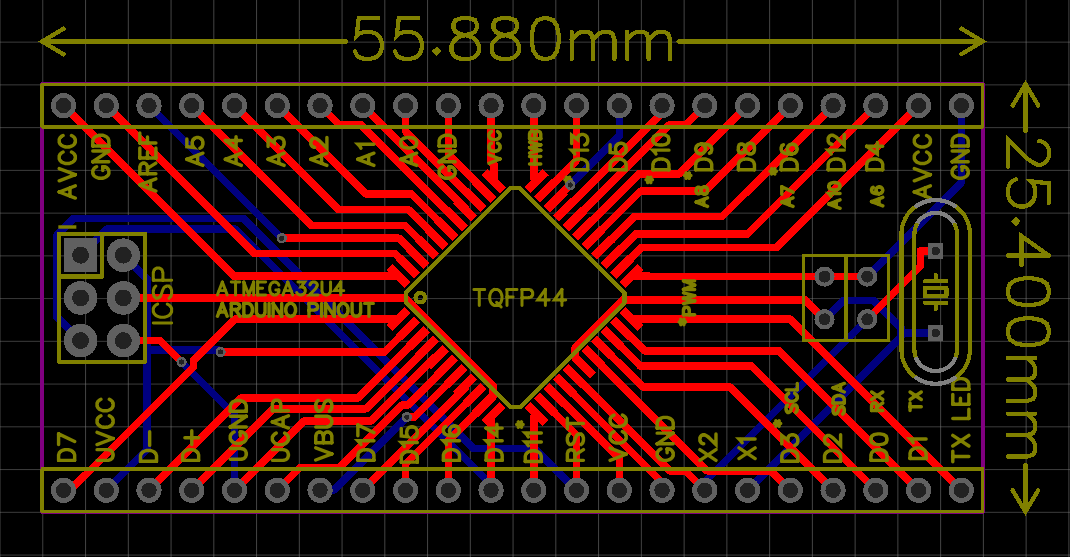 55.880mm
AVCC GND AREF A5 A4 A3 A2 A1 A0 GND VCC HWB D13 D5 D10 D9 D8 D6 D12 D4 AVCC GND
A8 A7 A10 A6
25.400mm
ICSP
ATMEGA32U4
ARDUINO PINOUT
TQFP44
*PWM
SCL SDA RX TX
D7 UVCC D- D+ UGND UCAP VBUS D17 D15 D16 D14 D11 RST VCC GND X2 X1 D3 D2 D0 D1 TX LED